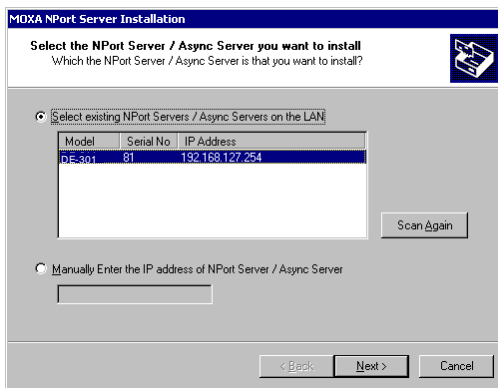 MOXA NPort Server Installation
Select the NPort Server / Async Server you want to install
Which the NPort Server / Async Server is that you want to install?
Select existing NPort Servers / Async Servers on the LAN
Model Serial No IP Address
DE-301 81 192.168.127.254
Scan Again
Manually Enter the IP address of NPort Server / Async Server
< Back Next > Cancel